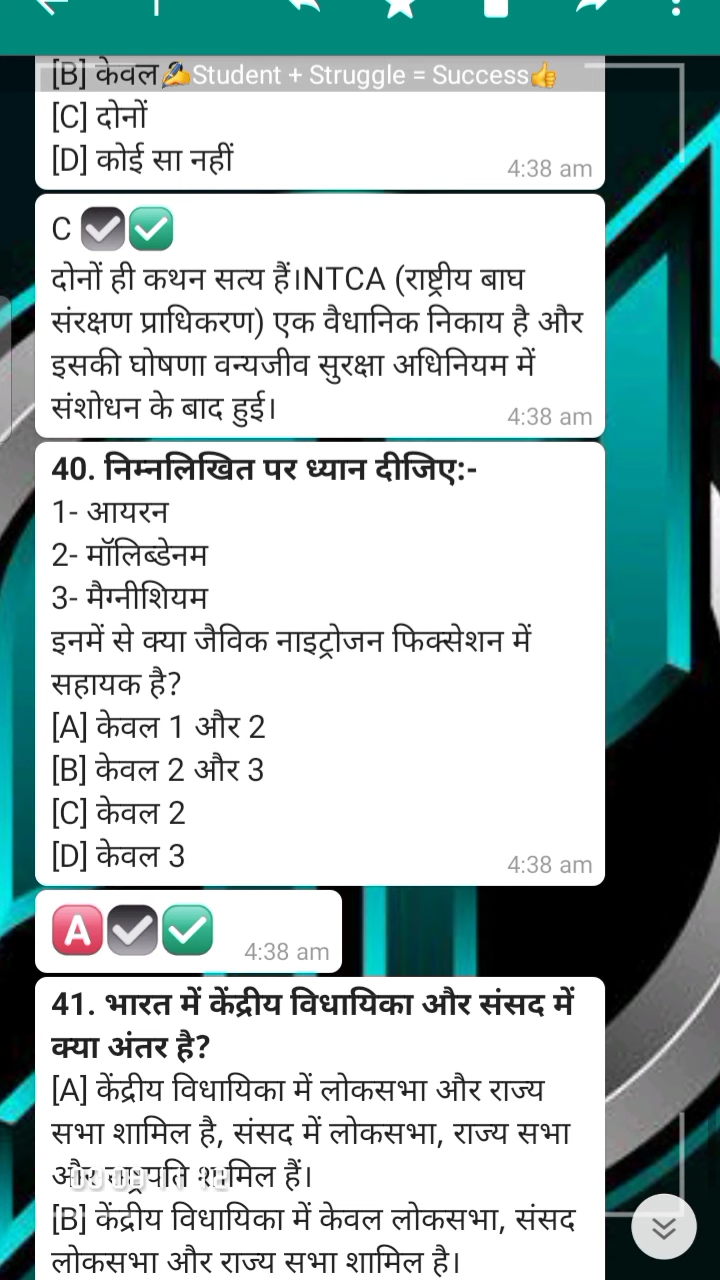 [B] केवल ✍️Student + Struggle = Success👍
[C] दोनों
[D] कोई सा नहीं
4:38 am
C ✔✅
दोनों ही कथन सत्य हैं।NTCA (राष्ट्रीय बाघ
संरक्षण प्राधिकरण) एक वैधानिक निकाय है और
इसकी घोषणा वन्यजीव सुरक्षा अधिनियम में
संशोधन के बाद हुई।
4:38 am
40. निम्नलिखित पर ध्यान दीजिए:-
1- आयरन
2- मॉलिब्डेनम
3- मैग्नीशियम
इनमें से क्या जैविक नाइट्रोजन फिक्सेशन में
सहायक है?
[A] केवल 1 और 2
[B] केवल 2 और 3
[C] केवल 2
[D] केवल 3
4:38 am
🅰✔✅
4:38 am
41. भारत में केंद्रीय विधायिका और संसद में
क्या अंतर है?
[A] केंद्रीय विधायिका में लोकसभा और राज्य
सभा शामिल है, संसद में लोकसभा, राज्य सभा
और राष्ट्रपति शामिल हैं।
[B] केंद्रीय विधायिका में केवल लोकसभा, संसद
लोकसभा और राज्य सभा शामिल है।